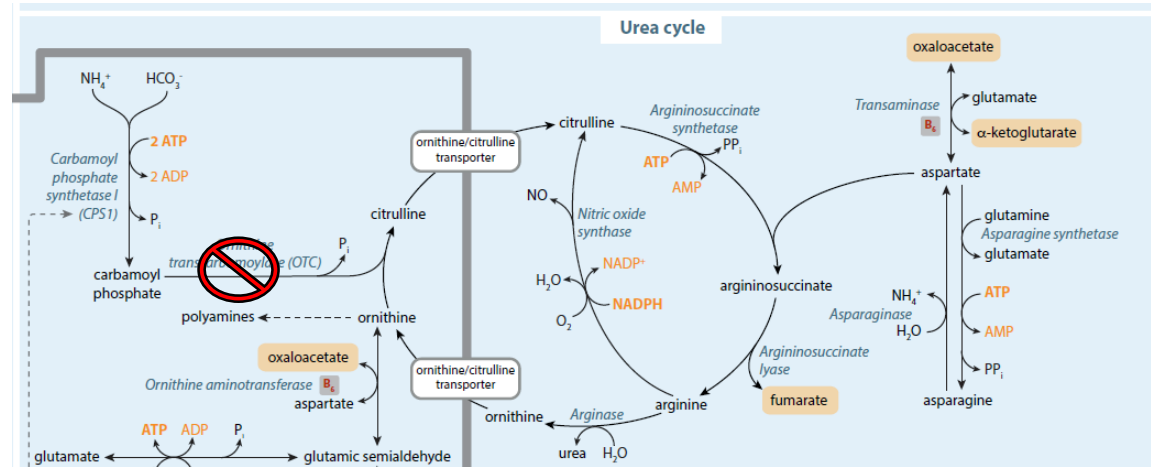 Urea cycle
NH₄⁺
HCO₃⁻
2 ATP
2 ADP
Carbamoyl
phosphate
synthetase I
(CPS1)
Pᵢ
carbamoyl
phosphate
(OTC)
Pᵢ
citrulline
polyamines
ornithine
oxaloacetate
Ornithine aminotransferase
B₆
aspartate
ATP
ADP
Pᵢ
glutamate
glutamic semialdehyde
ornithine/citrulline
transporter
ornithine/citrulline
transporter
citrulline
Argininosuccinate
synthetase
ATP
PPᵢ
AMP
NO
Nitric oxide
synthase
H₂O
NADP⁺
NADPH
O₂
argininosuccinate
Argininosuccinate
lyase
fumarate
arginine
Arginase
ornithine
urea
H₂O
oxaloacetate
Transaminase
B₆
glutamate
α-ketoglutarate
aspartate
glutamine
Asparagine synthetase
glutamate
NH₄⁺
Asparaginase
H₂O
ATP
AMP
PPᵢ
asparagine